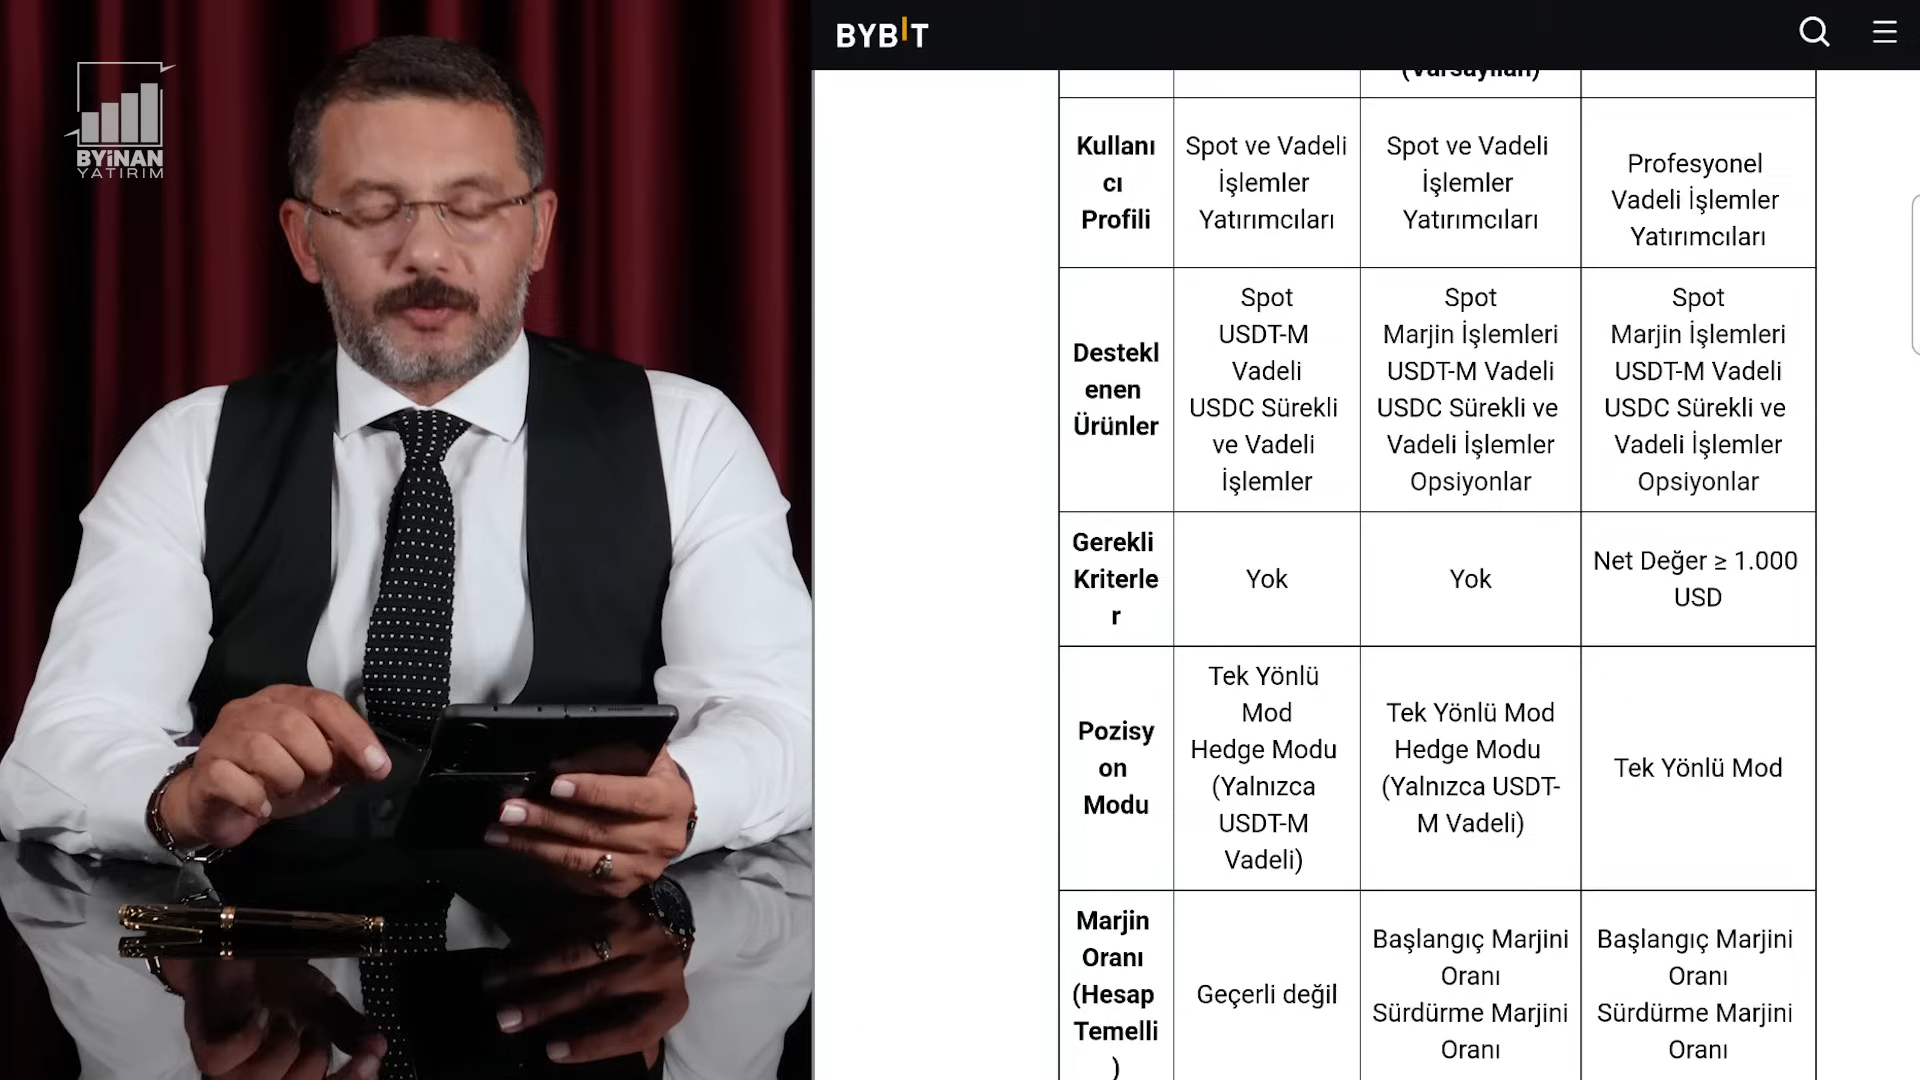 BYİNAN
YATIRIM
BYBIT
(Varsayılan)
Kullanı
cı
Profili
Spot ve Vadeli
İşlemler
Yatırımcıları
Spot ve Vadeli
İşlemler
Yatırımcıları
Profesyonel
Vadeli İşlemler
Yatırımcıları
Destekl
enen
Ürünler
Spot
USDT-M
Vadeli
USDC Sürekli
ve Vadeli
İşlemler
Spot
Marjin İşlemleri
USDT-M Vadeli
USDC Sürekli ve
Vadeli İşlemler
Opsiyonlar
Spot
Marjin İşlemleri
USDT-M Vadeli
USDC Sürekli ve
Vadeli İşlemler
Opsiyonlar
Gerekli
Kriterle
r
Yok
Yok
Net Değer ≥ 1.000
USD
Pozisy
on
Modu
Tek Yönlü
Mod
Hedge Modu
(Yalnızca
USDT-M
Vadeli)
Tek Yönlü Mod
Hedge Modu
(Yalnızca USDT-
M Vadeli)
Tek Yönlü Mod
Marjin
Oranı
(Hesap
Temelli
)
Geçerli değil
Başlangıç Marjini
Oranı
Sürdürme Marjini
Oranı
Başlangıç Marjini
Oranı
Sürdürme Marjini
Oranı